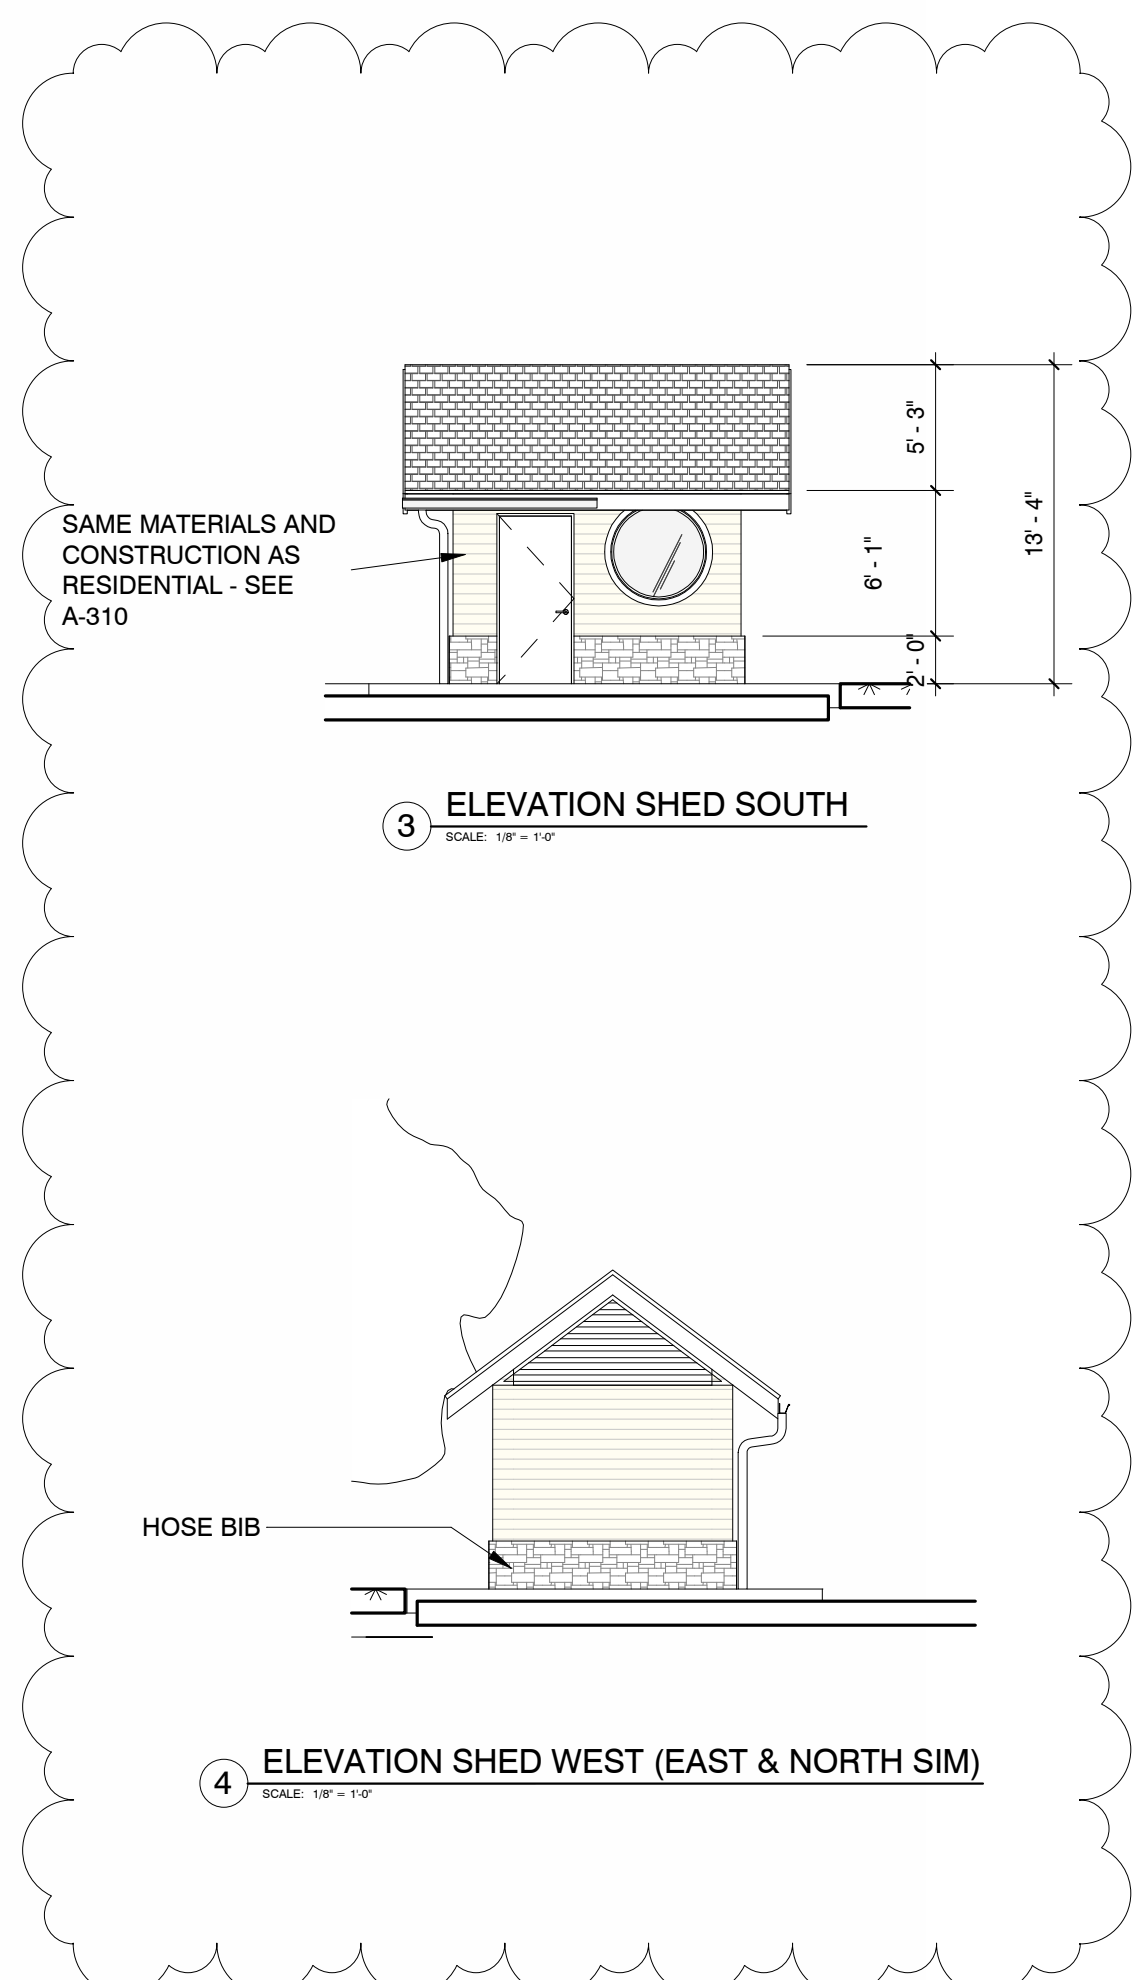 5' - 3"
13' - 4"
6' - 1"
2' - 0"
SAME MATERIALS AND
CONSTRUCTION AS
RESIDENTIAL - SEE
A-310
3
ELEVATION SHED SOUTH
SCALE: 1/8" = 1'-0"
HOSE BIB
4
ELEVATION SHED WEST (EAST & NORTH SIM)
SCALE: 1/8" = 1'-0"